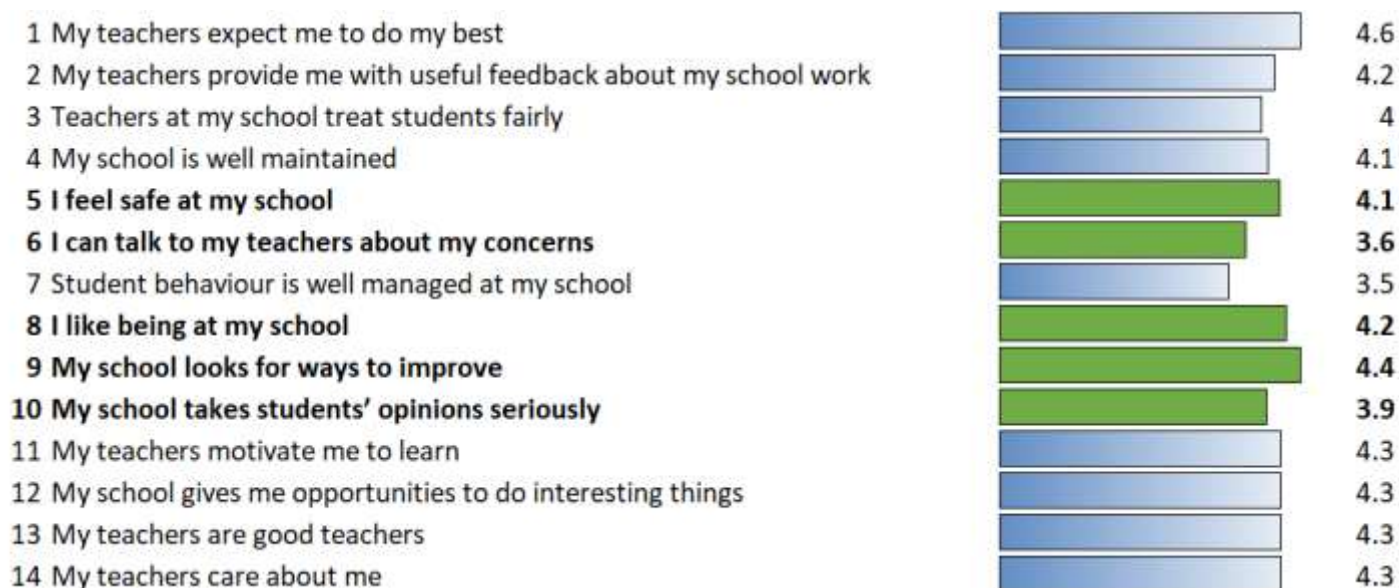 1 My teachers expect me to do my best 4.6
2 My teachers provide me with useful feedback about my school work 4.2
3 Teachers at my school treat students fairly 4
4 My school is well maintained 4.1
5 I feel safe at my school 4.1
6 I can talk to my teachers about my concerns 3.6
7 Student behaviour is well managed at my school 3.5
8 I like being at my school 4.2
9 My school looks for ways to improve 4.4
10 My school takes students’ opinions seriously 3.9
11 My teachers motivate me to learn 4.3
12 My school gives me opportunities to do interesting things 4.3
13 My teachers are good teachers 4.3
14 My teachers care about me 4.3